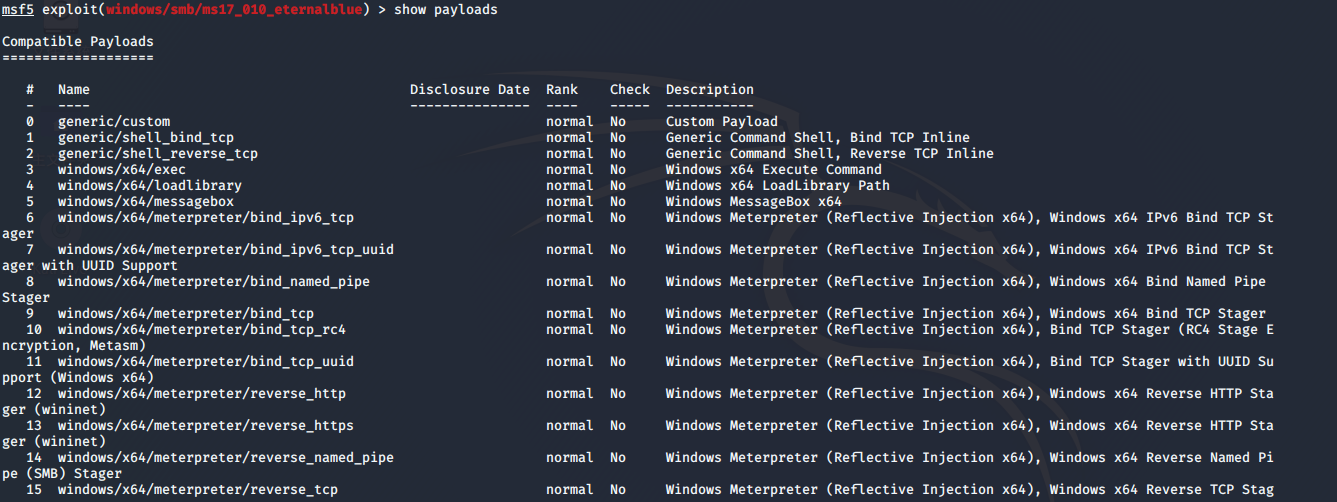 msf5 exploit(windows/smb/ms17_010_eternalblue) > show payloads
Compatible Payloads
===================
#  Name  Disclosure Date  Rank  Check  Description
-  ----  ---------------  ----  -----  -----------
0  generic/custom  normal  No  Custom Payload
1  generic/shell_bind_tcp  normal  No  Generic Command Shell, Bind TCP Inline
2  generic/shell_reverse_tcp  normal  No  Generic Command Shell, Reverse TCP Inline
3  windows/x64/exec  normal  No  Windows x64 Execute Command
4  windows/x64/loadlibrary  normal  No  Windows x64 LoadLibrary Path
5  windows/x64/messagebox  normal  No  Windows MessageBox x64
6  windows/x64/meterpreter/bind_ipv6_tcp  normal  No  Windows Meterpreter (Reflective Injection x64), Windows x64 IPv6 Bind TCP St
ager
7  windows/x64/meterpreter/bind_ipv6_tcp_uuid  normal  No  Windows Meterpreter (Reflective Injection x64), Windows x64 IPv6 Bind TCP St
ager with UUID Support
8  windows/x64/meterpreter/bind_named_pipe  normal  No  Windows Meterpreter (Reflective Injection x64), Windows x64 Bind Named Pipe
Stager
9  windows/x64/meterpreter/bind_tcp  normal  No  Windows Meterpreter (Reflective Injection x64), Windows x64 Bind TCP Stager
10  windows/x64/meterpreter/bind_tcp_rc4  normal  No  Windows Meterpreter (Reflective Injection x64), Bind TCP Stager (RC4 Stage E
ncryption, Metasm)
11  windows/x64/meterpreter/bind_tcp_uuid  normal  No  Windows Meterpreter (Reflective Injection x64), Bind TCP Stager with UUID Su
pport (Windows x64)
12  windows/x64/meterpreter/reverse_http  normal  No  Windows Meterpreter (Reflective Injection x64), Windows x64 Reverse HTTP Sta
ger (wininet)
13  windows/x64/meterpreter/reverse_https  normal  No  Windows Meterpreter (Reflective Injection x64), Windows x64 Reverse HTTP Sta
ger (wininet)
14  windows/x64/meterpreter/reverse_named_pipe  normal  No  Windows Meterpreter (Reflective Injection x64), Windows x64 Reverse Named Pi
pe (SMB) Stager
15  windows/x64/meterpreter/reverse_tcp  normal  No  Windows Meterpreter (Reflective Injection x64), Windows x64 Reverse TCP Stag